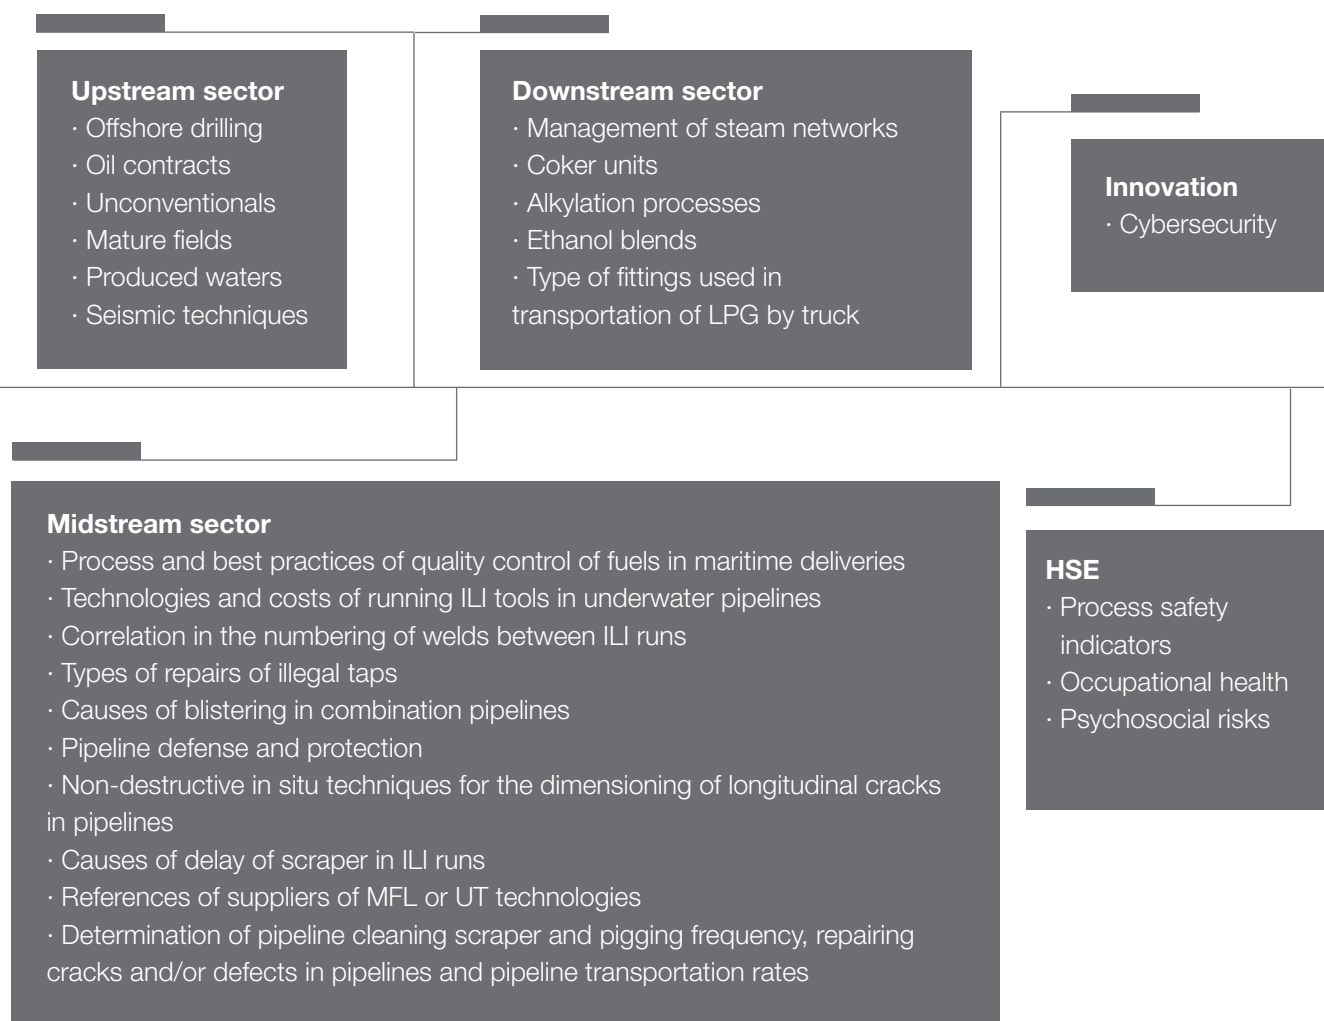 Upstream sector
· Offshore drilling
· Oil contracts
· Unconventionals
· Mature fields
· Produced waters
· Seismic techniques
Downstream sector
· Management of steam networks
· Coker units
· Alkylation processes
· Ethanol blends
· Type of fittings used in
transportation of LPG by truck
Innovation
· Cybersecurity
Midstream sector
· Process and best practices of quality control of fuels in maritime deliveries
· Technologies and costs of running ILI tools in underwater pipelines
· Correlation in the numbering of welds between ILI runs
· Types of repairs of illegal taps
· Causes of blistering in combination pipelines
· Pipeline defense and protection
· Non-destructive in situ techniques for the dimensioning of longitudinal cracks
in pipelines
· Causes of delay of scraper in ILI runs
· References of suppliers of MFL or UT technologies
· Determination of pipeline cleaning scraper and pigging frequency, repairing
cracks and/or defects in pipelines and pipeline transportation rates
HSE
· Process safety
indicators
· Occupational health
· Psychosocial risks